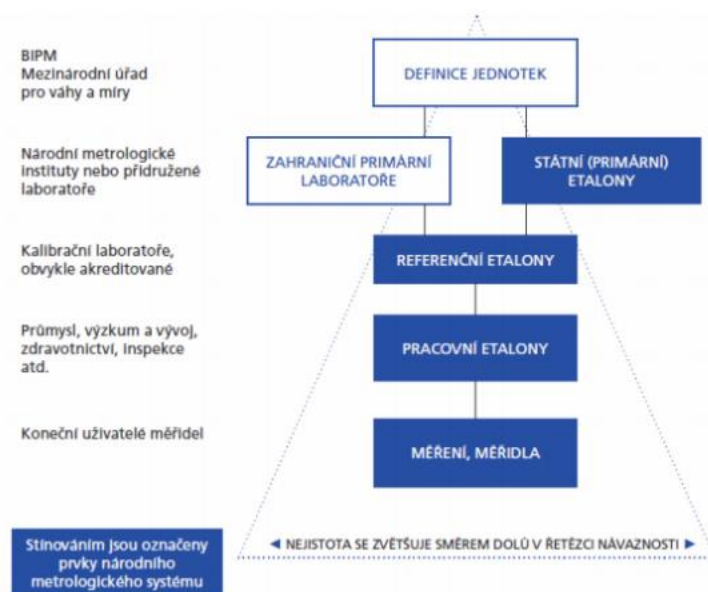 BIPM
Mezinárodní úřad
pro váhy a míry
DEFINICE JEDNOTEK
Národní metrologické
instituty nebo přidružené
laboratoře
ZAHRANIČNÍ PRIMÁRNÍ
LABORATOŘE
STÁTNÍ (PRIMÁRNÍ)
ETALONY
Kalibrační laboratoře,
obvykle akreditované
REFERENČNÍ ETALONY
Průmysl, výzkum a vývoj,
zdravotnictví, inspekce
atd.
PRACOVNÍ ETALONY
Koneční uživatelé měřidel
MĚŘENÍ, MĚŘIDLA
Stínováním jsou označeny
prvky národního
metrologického systému
◄ NEJISTOTA SE ZVĚTŠUJE SMĚREM DOLŮ V ŘETĚZCI NÁVAZNOSTI ►